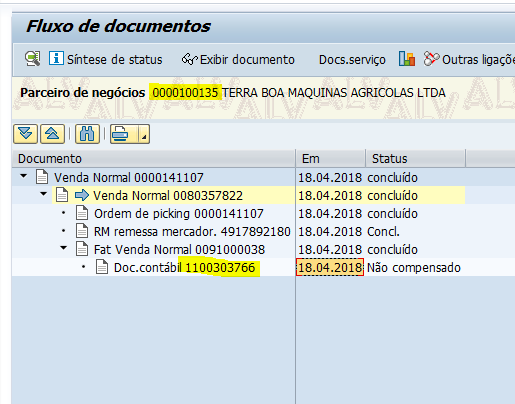 Fluxo de documentos
Síntese de status Exibir documento Docs.serviço Outras ligaçõe
Parceiro de negócios 0000100135 TERRA BOA MAQUINAS AGRICOLAS LTDA
Documento Em Status
Venda Normal 0000141107 18.04.2018 concluído
Venda Normal 0080357822 18.04.2018 concluído
Ordem de picking 0000141107 18.04.2018 concluído
RM remessa mercador. 4917892180 18.04.2018 Concl.
Fat Venda Normal 0091000038 18.04.2018 concluído
Doc.contábil 1100303766 18.04.2018 Não compensado